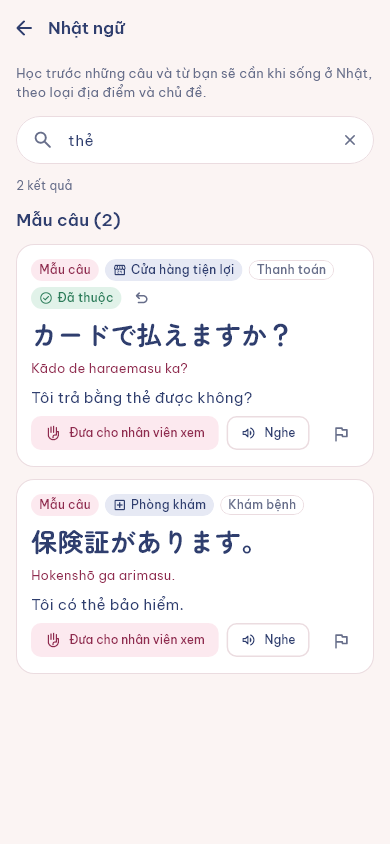 Nhật ngữ
Học trước những câu và từ bạn sẽ cần khi sống ở Nhật,
theo loại địa điểm và chủ đề.
thẻ
2 kết quả
Mẫu câu (2)
Mẫu câu Cửa hàng tiện lợi Thanh toán
Đã thuộc
カードで払えますか？
Kādo de haraemasu ka?
Tôi trả bằng thẻ được không?
Đưa cho nhân viên xem Nghe
Mẫu câu Phòng khám Khám bệnh
保険証があります。
Hokenshō ga arimasu.
Tôi có thẻ bảo hiểm.
Đưa cho nhân viên xem Nghe